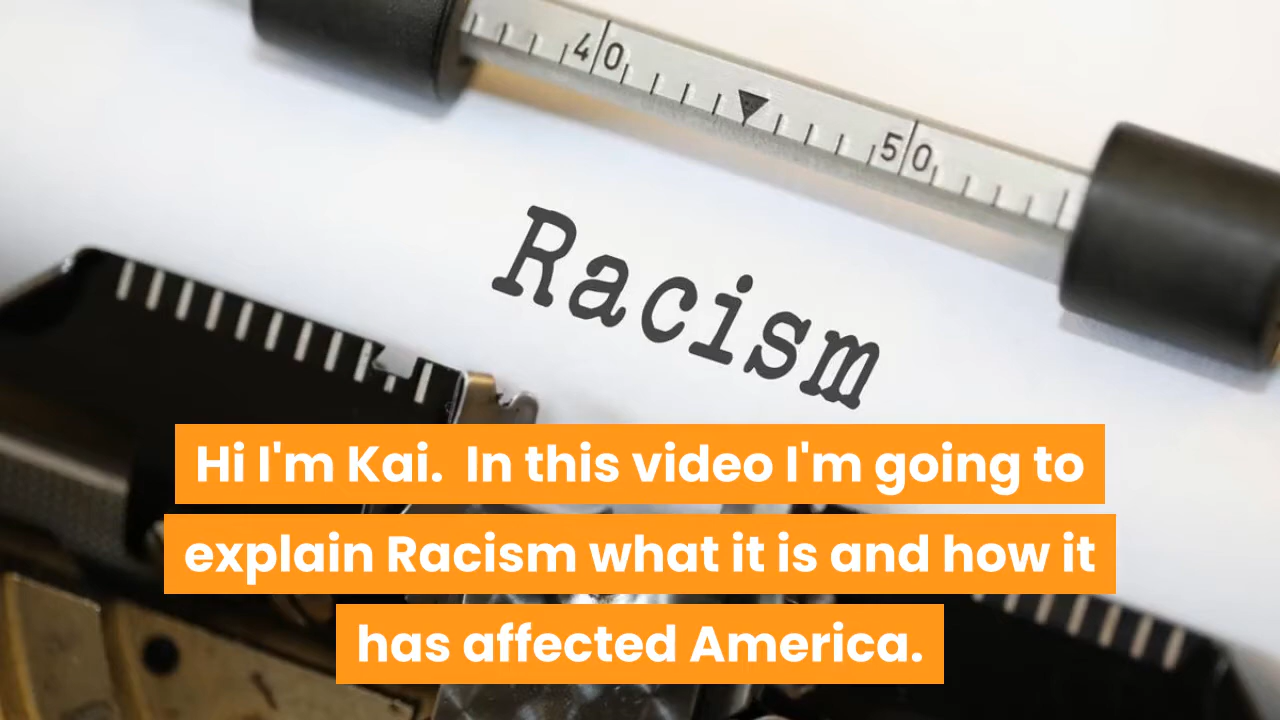 40 50
Racism
Hi I'm Kai.  In this video I'm going to
explain Racism what it is and how it
has affected America.